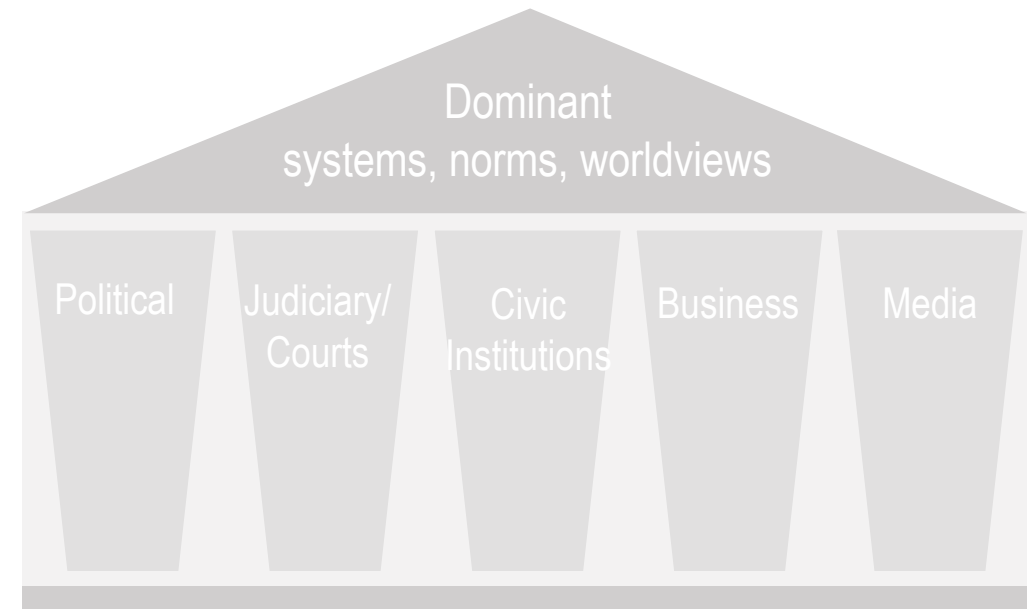 Dominant
systems, norms, worldviews
Political
Judiciary/
Courts
Civic
Institutions
Business
Media